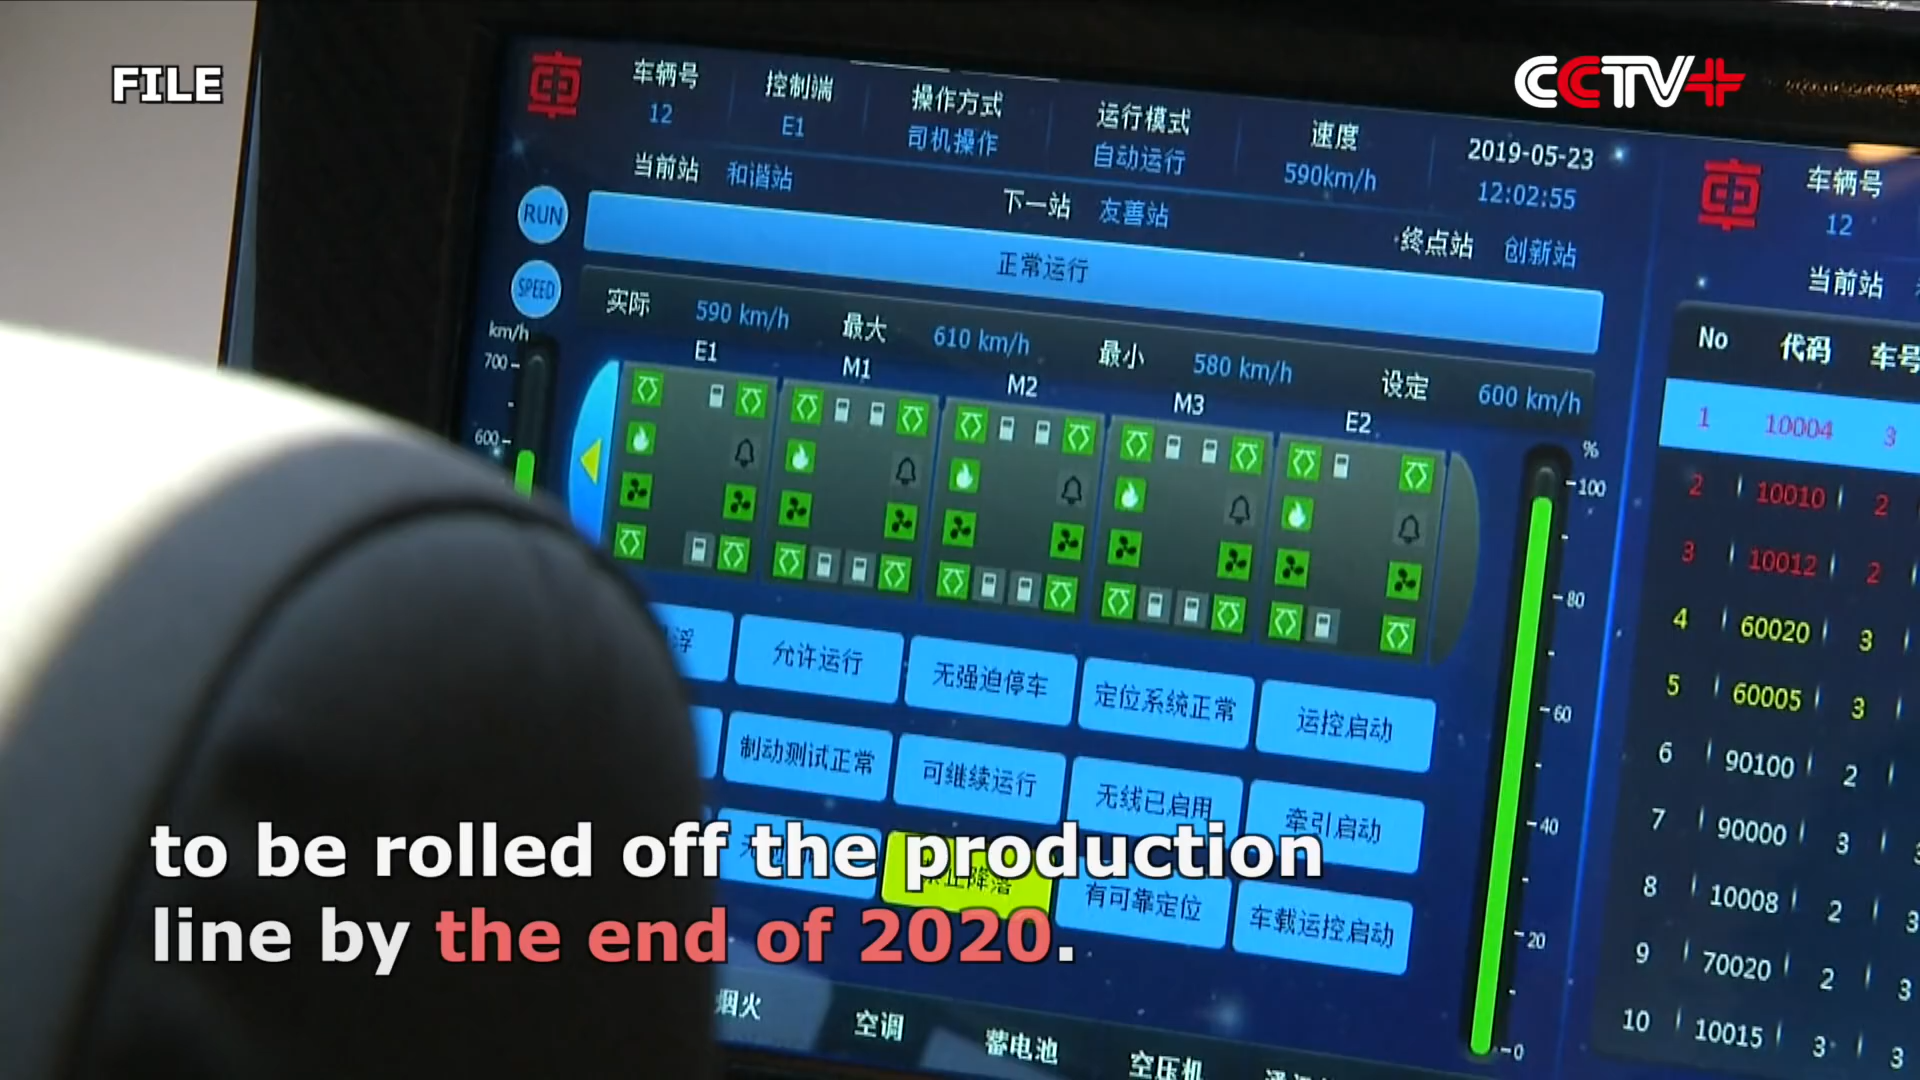 FILE
CCTV+
车辆号 控制端 操作方式 运行模式 速度 2019-05-23
12 E1 司机操作 自动运行 590km/h 12:02:55
当前站 和谐站 下一站 友善站 终点站 创新站
RUN
正常运行
SPEED
实际 590 km/h 最大 610 km/h 最小 580 km/h 设定 600 km/h
km/h
700
600
E1 M1 M2 M3 E2
%
100
80
60
40
20
0
浮 允许运行 无强迫停车 定位系统正常 运控启动
制动测试正常 可继续运行 无线已启用 牵引启动
有可靠定位 车载运控启动
烟火 空调 蓄电池 空压机
车辆号
12
当前站
No 代码 车号
1 10004 3
2 10010 2
3 10012 2
4 60020 3
5 60005 3
6 90100 2
7 90000 3 3
8 10008 2 3
9 70020 2 3
10 10015 3 3
to be rolled off the production
line by the end of 2020.